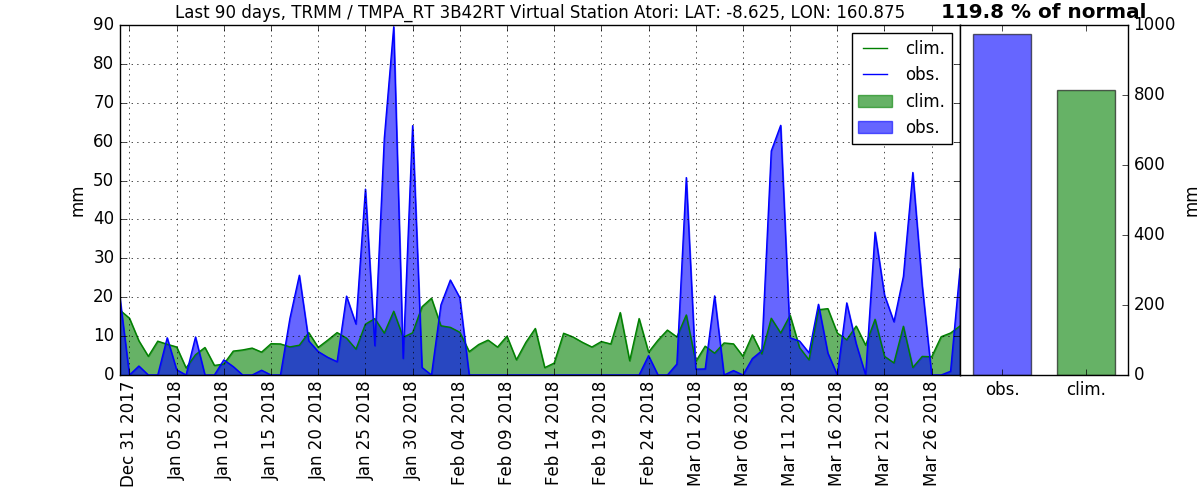 Last 90 days, TRMM / TMPA_RT 3B42RT Virtual Station Atori: LAT: -8.625, LON: 160.875
119.8 % of normal
90
80
70
60
50
40
30
20
10
0
mm
clim.
obs.
clim.
obs.
1000
800
600
400
200
0
mm
obs.
clim.
Dec 31 2017
Jan 05 2018
Jan 10 2018
Jan 15 2018
Jan 20 2018
Jan 25 2018
Jan 30 2018
Feb 04 2018
Feb 09 2018
Feb 14 2018
Feb 19 2018
Feb 24 2018
Mar 01 2018
Mar 06 2018
Mar 11 2018
Mar 16 2018
Mar 21 2018
Mar 26 2018